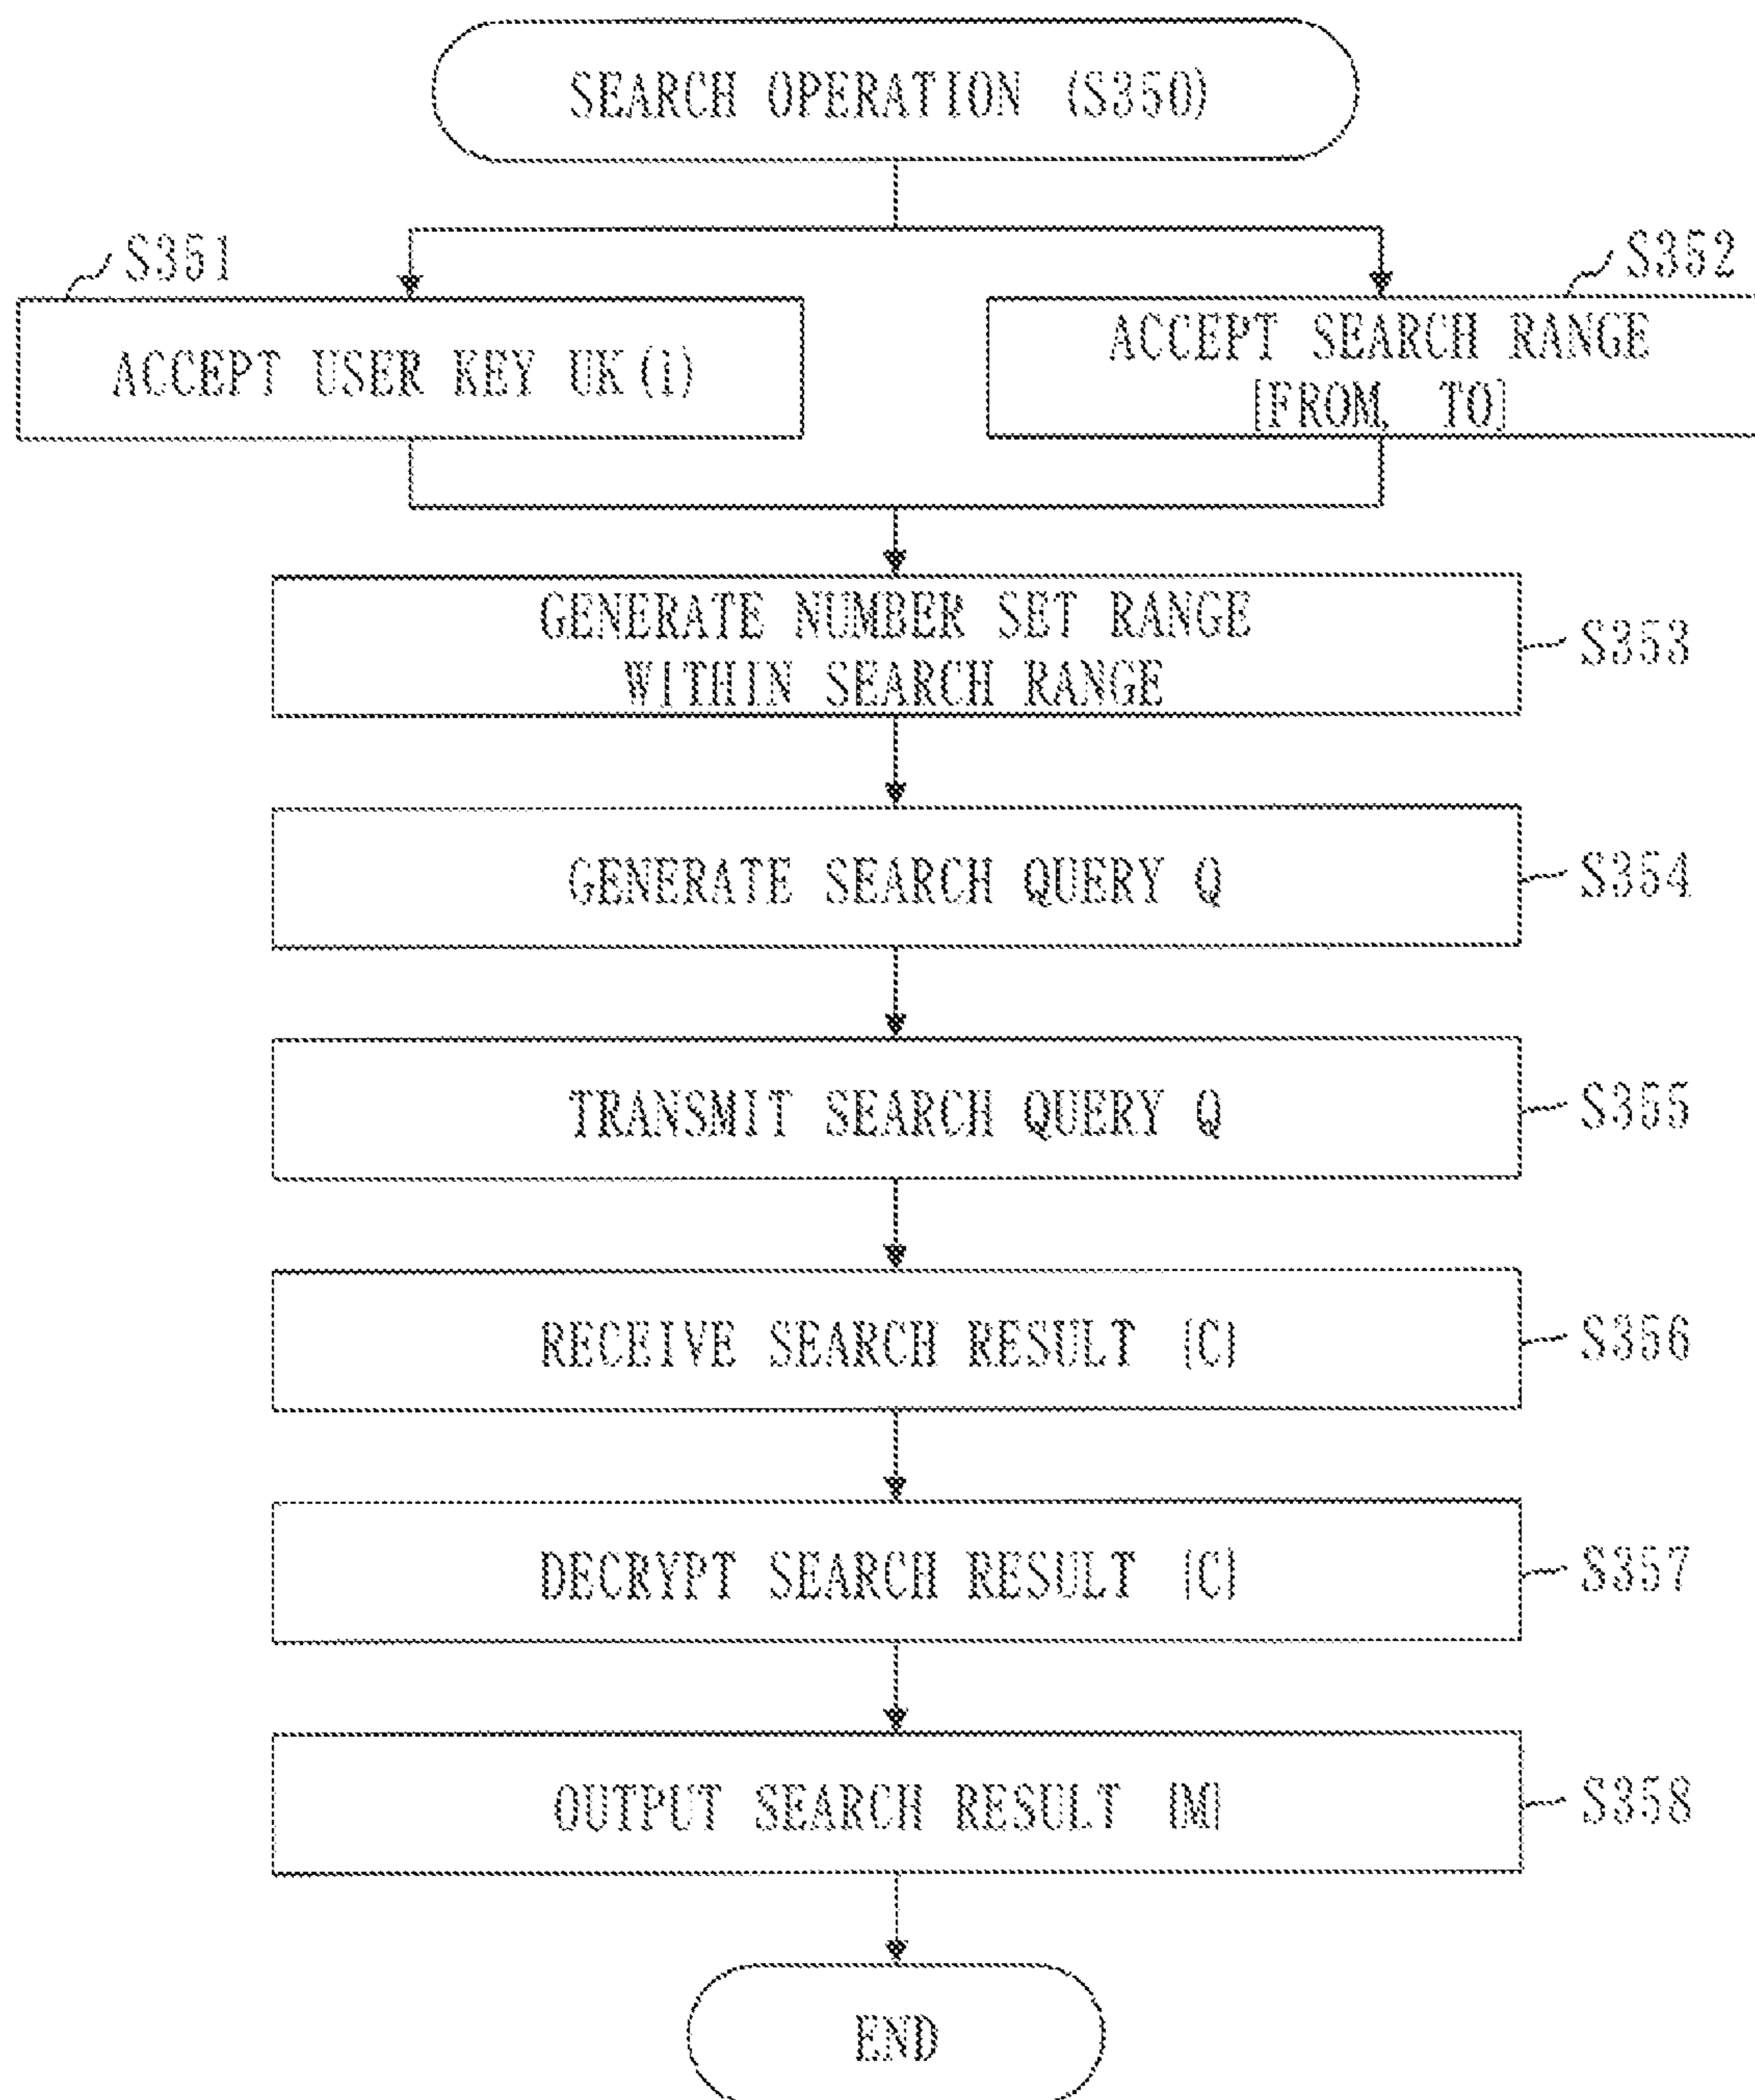 SEARCH OPERATION (S350)
S351
S352
ACCEPT USER KEY UK(i)
ACCEPT SEARCH RANGE
[FROM, TO]
GENERATE NUMBER SET RANGE
WITHIN SEARCH RANGE
S353
GENERATE SEARCH QUERY Q
S354
TRANSMIT SEARCH QUERY Q
S355
RECEIVE SEARCH RESULT {C}
S356
DECRYPT SEARCH RESULT {C}
S357
OUTPUT SEARCH RESULT {M}
S358
END